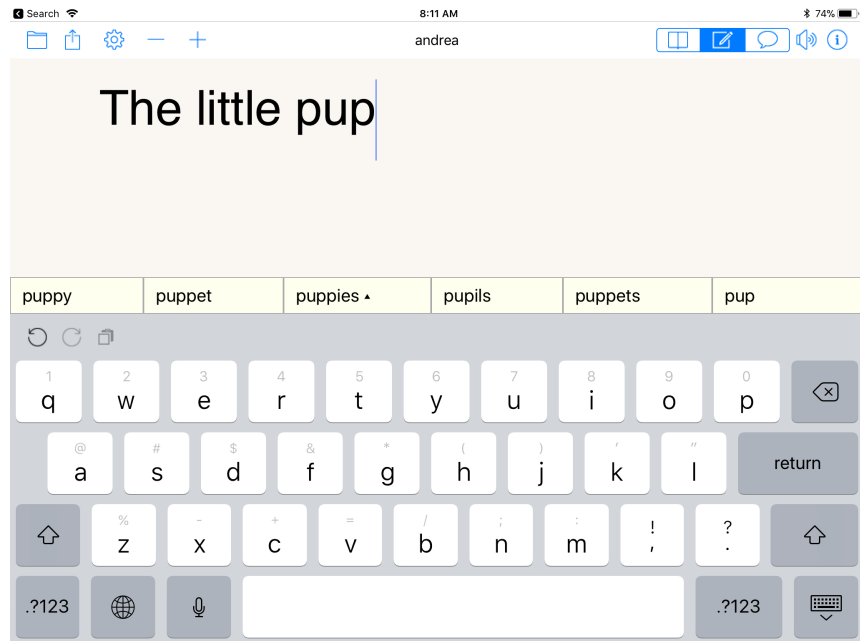 Search 8:11 AM 74%
andrea
The little pup
puppy puppet puppies pupils puppets pup
1 2 3 4 5 6 7 8 9 0
q w e r t y u i o p
@ # $ & * ( ) ' "
a s d f g h j k l return
% - + = / ; : ! ?
z x c v b n m , .
.?123 .?123